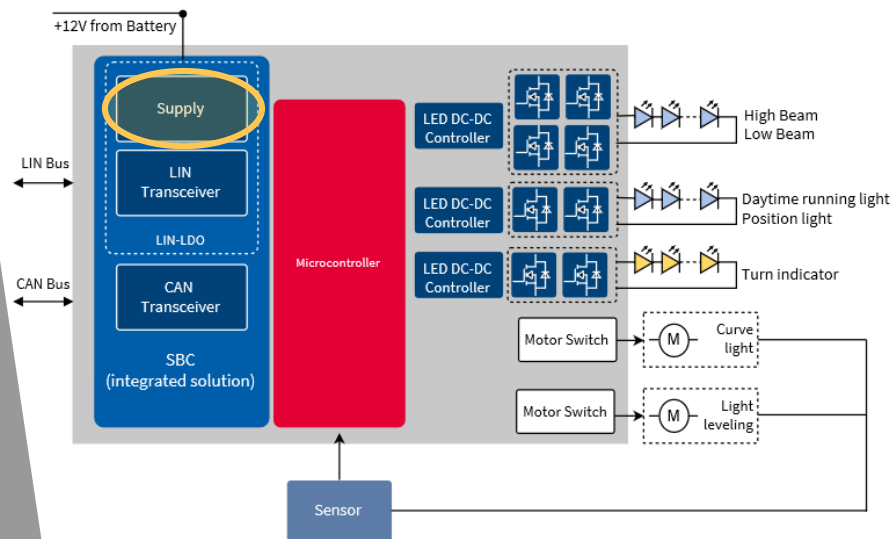 +12V from Battery
Supply
LIN Bus
LIN
Transceiver
LIN-LDO
CAN Bus
CAN
Transceiver
SBC
(integrated solution)
Microcontroller
LED DC-DC
Controller
High Beam
Low Beam
LED DC-DC
Controller
Daytime running light
Position light
LED DC-DC
Controller
Turn indicator
Motor Switch
M
Curve
light
Motor Switch
M
Light
leveling
Sensor